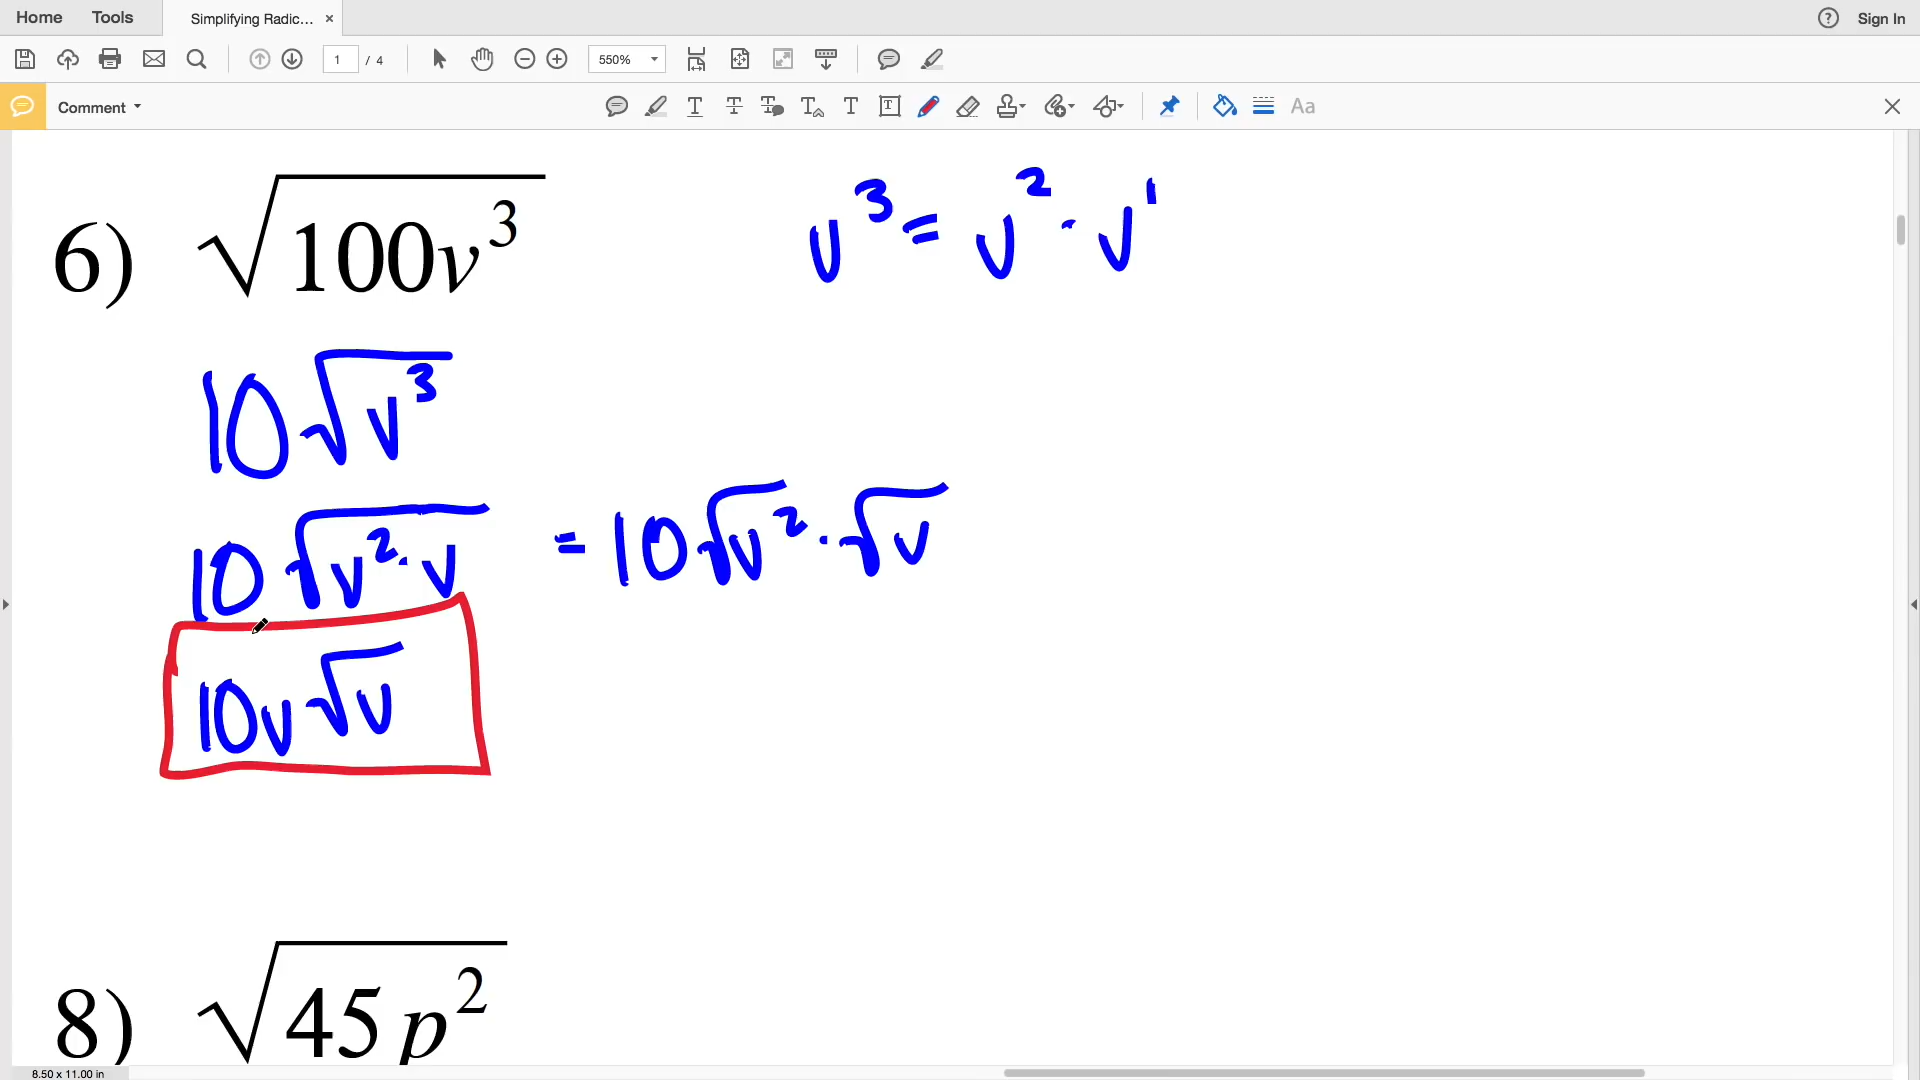 Home Tools Simplifying Radic... × ? Sign In
1 / 4 550%
Comment T T T T T T Aa
6) √100v³ v³ = v² · v¹
10√v³
10√v² · v = 10√v² · √v
10v√v
8) √45p²
8.50 x 11.00 in